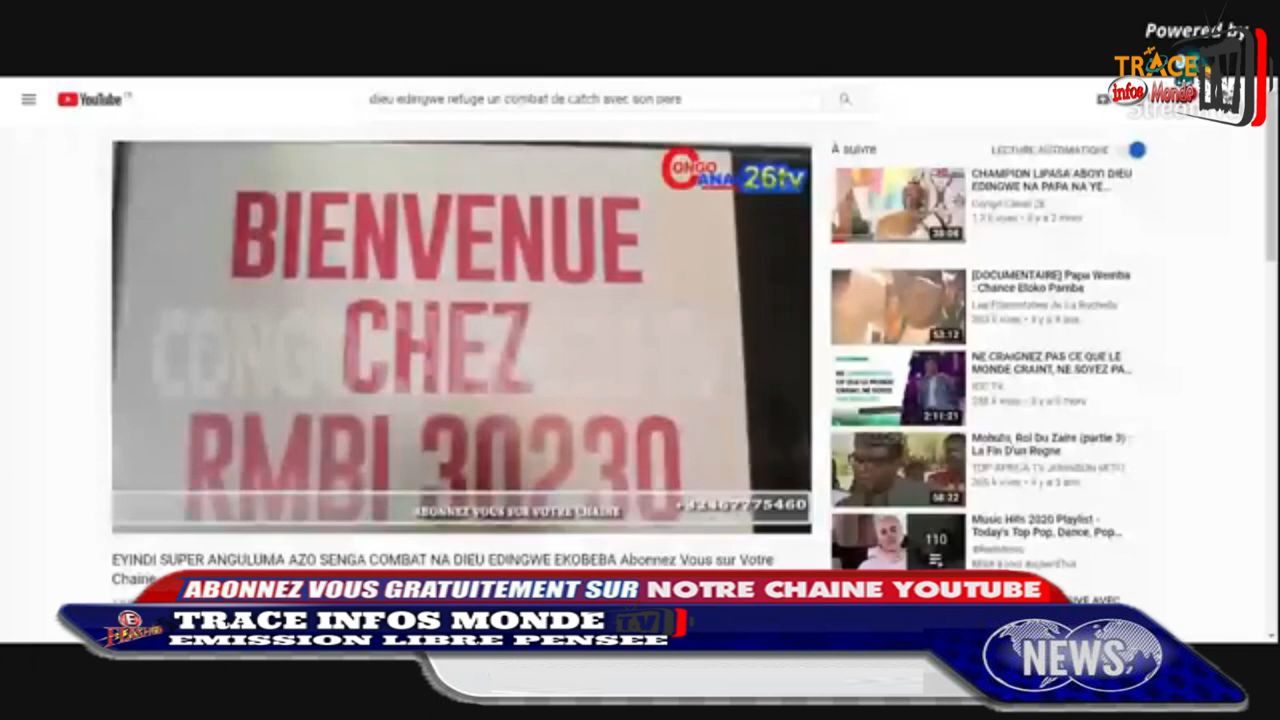 Powered by
TRACE
infos Monde
TV
YouTube
dieu edingwe refuge un combat de catch avec son pere
CONGO
CANAL 26tv
BIENVENUE
CHEZ
RMBI 30230
ABONNEZ VOUS SUR VOTRE CHAINE
+32467775460
EYINDI SUPER ANGULUMA AZO SENGA COMBAT NA DIEU EDINGWE EKOBEBA Abonnez Vous sur Votre
Chaine
À suivre
LECTURE AUTOMATIQUE
CHAMPION LIPASA ABOYI DIEU
EDINGWE NA PAPA NA YE...
Congo Canal 26
[DOCUMENTAIRE] Papa Wemba
: Chance Eloko Pamba
53:12
NE CRAIGNEZ PAS CE QUE LE
MONDE CRAINT, NE SOYEZ PA...
2:11:21
Mobutu, Roi Du Zaire (partie 3) :
La Fin D'un Regne
58:22
Music Hits 2020 Playlist -
Today's Top Pop, Dance, Pop...
110
ABONNEZ VOUS GRATUITEMENT SUR NOTRE CHAINE YOUTUBE
TRACE INFOS MONDE TV
EMISSION LIBRE PENSEE
NEWS